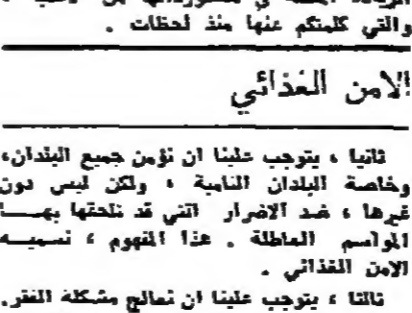 والتي كلمتكم عنها منذ لحظات .
الامن الغذائي
ثانيا ، يتوجب علينا ان نؤمن جميع البلدان،
وخاصة البلدان النامية ، ولكن ليس دون
غيرها ، ضد الاضرار التي قد تلحقها بهــا
المواسم العاطلة . هذا المفهوم ، نسميــه
الامن الغذائي .
ثالثا ، يتوجب علينا ان نعالج مشكلة الفقر.